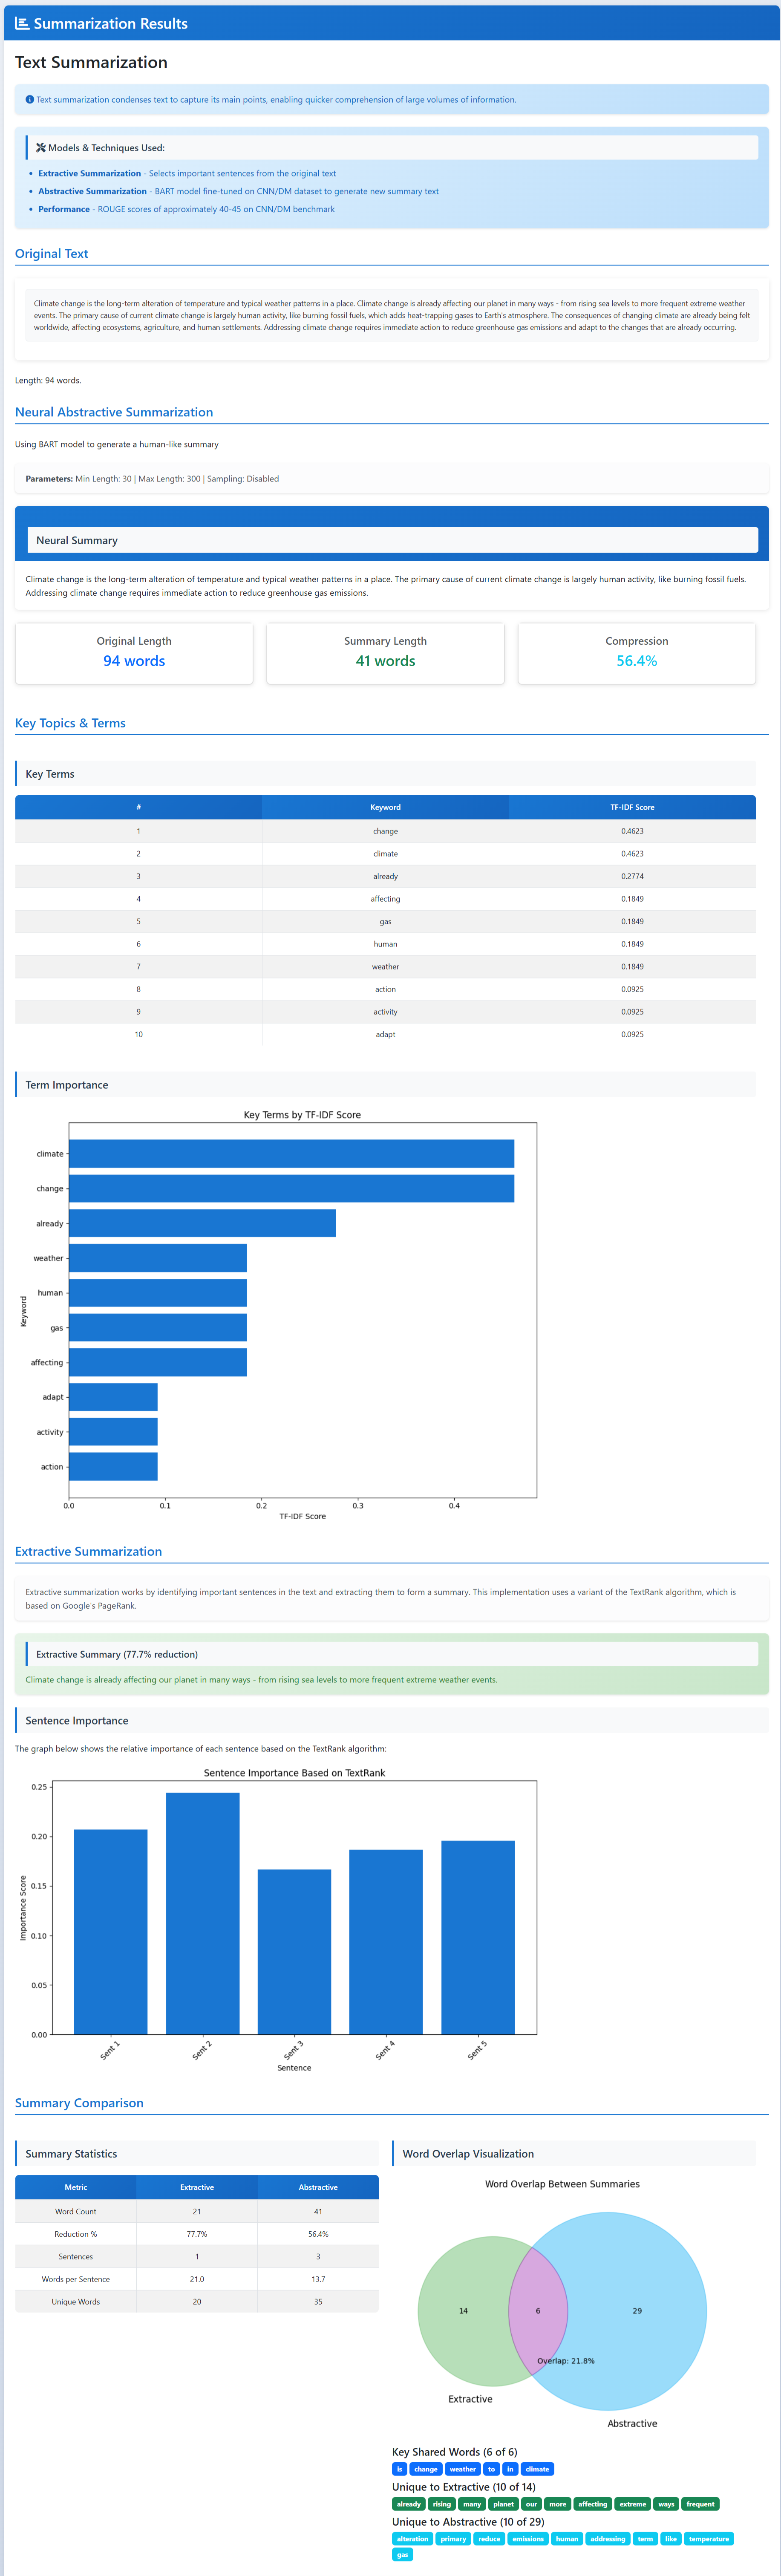 Summarization Results
Text Summarization
Text summarization condenses text to capture its main points, enabling quicker comprehension of large volumes of information.
Models & Techniques Used:
Extractive Summarization - Selects important sentences from the original text
Abstractive Summarization - BART model fine-tuned on CNN/DM dataset to generate new summary text
Performance - ROUGE scores of approximately 40-45 on CNN/DM benchmark
Original Text
Climate change is the long-term alteration of temperature and typical weather patterns in a place. Climate change is already affecting our planet in many ways - from rising sea levels to more frequent extreme weather
events. The primary cause of current climate change is largely human activity, like burning fossil fuels, which adds heat-trapping gases to Earth's atmosphere. The consequences of changing climate are already being felt
worldwide, affecting ecosystems, agriculture, and human settlements. Addressing climate change requires immediate action to reduce greenhouse gas emissions and adapt to the changes that are already occurring.
Length: 94 words.
Neural Abstractive Summarization
Using BART model to generate a human-like summary
Parameters: Min Length: 30 | Max Length: 300 | Sampling: Disabled
Neural Summary
Climate change is the long-term alteration of temperature and typical weather patterns in a place. The primary cause of current climate change is largely human activity, like burning fossil fuels.
Addressing climate change requires immediate action to reduce greenhouse gas emissions.
Original Length Summary Length Compression
94 words 41 words 56.4%
Key Topics & Terms
Key Terms
# Keyword TF-IDF Score
1 change 0.4623
2 climate 0.4623
3 already 0.2774
4 affecting 0.1849
5 gas 0.1849
6 human 0.1849
7 weather 0.1849
8 action 0.0925
9 activity 0.0925
10 adapt 0.0925
Term Importance
Key Terms by TF-IDF Score
climate
change
already
weather
human
gas
affecting
adapt
activity
action
Keyword
0.0 0.1 0.2 0.3 0.4
TF-IDF Score
Extractive Summarization
Extractive summarization works by identifying important sentences in the text and extracting them to form a summary. This implementation uses a variant of the TextRank algorithm, which is
based on Google's PageRank.
Extractive Summary (77.7% reduction)
Climate change is already affecting our planet in many ways - from rising sea levels to more frequent extreme weather events.
Sentence Importance
The graph below shows the relative importance of each sentence based on the TextRank algorithm:
Sentence Importance Based on TextRank
0.25
0.20
0.15
0.10
0.05
0.00
Importance Score
Sent 1 Sent 2 Sent 3 Sent 4 Sent 5
Sentence
Summary Comparison
Summary Statistics
Metric Extractive Abstractive
Word Count 21 41
Reduction % 77.7% 56.4%
Sentences 1 3
Words per Sentence 21.0 13.7
Unique Words 20 35
Word Overlap Visualization
Word Overlap Between Summaries
14 6 29
Overlap: 21.8%
Extractive
Abstractive
Key Shared Words (6 of 6)
is change weather to in climate
Unique to Extractive (10 of 14)
already rising many planet our more affecting extreme ways frequent
Unique to Abstractive (10 of 29)
alteration primary reduce emissions human addressing term like temperature
gas